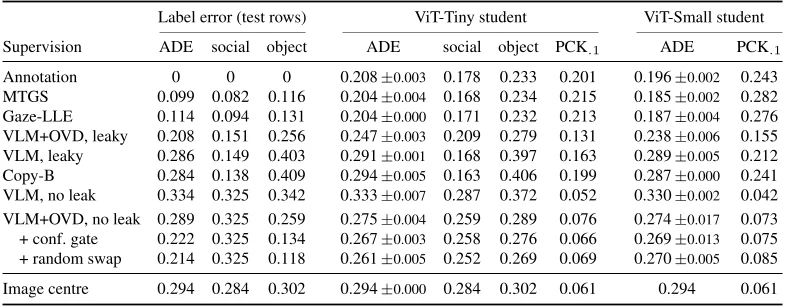 Label error (test rows) ViT-Tiny student ViT-Small student
Supervision ADE social object ADE social object PCK.1 ADE PCK.1
Annotation 0 0 0 0.208 ±0.003 0.178 0.233 0.201 0.196 ±0.002 0.243
MTGS 0.099 0.082 0.116 0.204 ±0.004 0.168 0.234 0.215 0.185 ±0.002 0.282
Gaze-LLE 0.114 0.094 0.131 0.204 ±0.000 0.171 0.232 0.213 0.187 ±0.004 0.276
VLM+OVD, leaky 0.208 0.151 0.256 0.247 ±0.003 0.209 0.279 0.131 0.238 ±0.006 0.155
VLM, leaky 0.286 0.149 0.403 0.291 ±0.001 0.168 0.397 0.163 0.289 ±0.005 0.212
Copy-B 0.284 0.138 0.409 0.294 ±0.005 0.163 0.406 0.199 0.287 ±0.000 0.241
VLM, no leak 0.334 0.325 0.342 0.333 ±0.007 0.287 0.372 0.052 0.330 ±0.002 0.042
VLM+OVD, no leak 0.289 0.325 0.259 0.275 ±0.004 0.259 0.289 0.076 0.274 ±0.017 0.073
+ conf. gate 0.222 0.325 0.134 0.267 ±0.003 0.258 0.276 0.066 0.269 ±0.013 0.075
+ random swap 0.214 0.325 0.118 0.261 ±0.005 0.252 0.269 0.069 0.270 ±0.005 0.085
Image centre 0.294 0.284 0.302 0.294 ±0.000 0.284 0.302 0.061 0.294 0.061